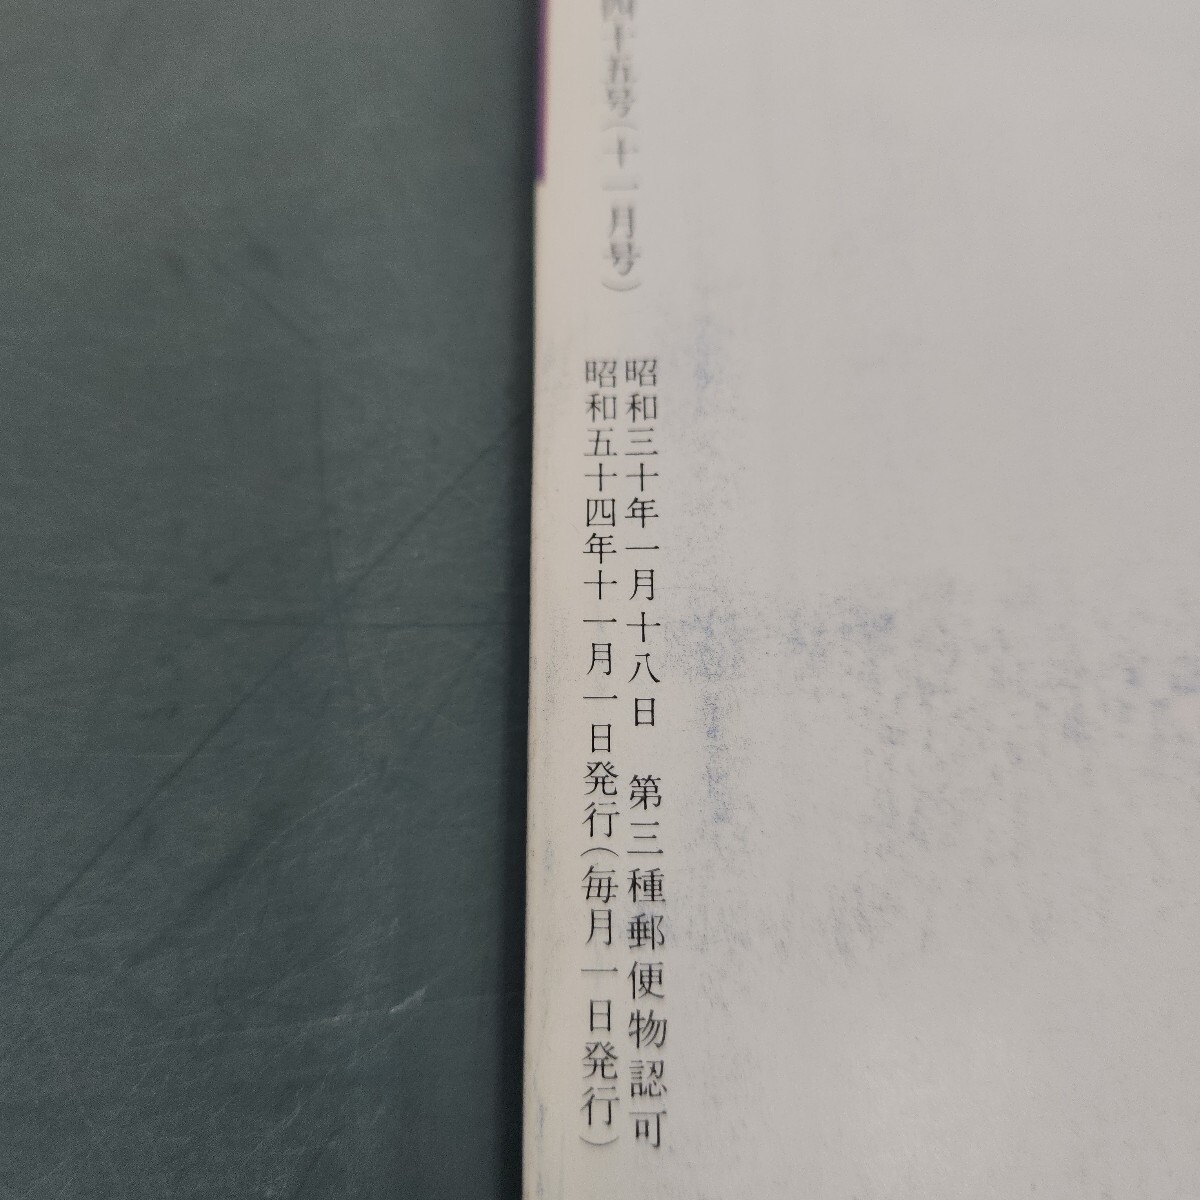 四十五号(十一月号)
昭和三十年一月十八日　第三種郵便物認可
昭和五十四年十一月一日発行(毎月一日発行)